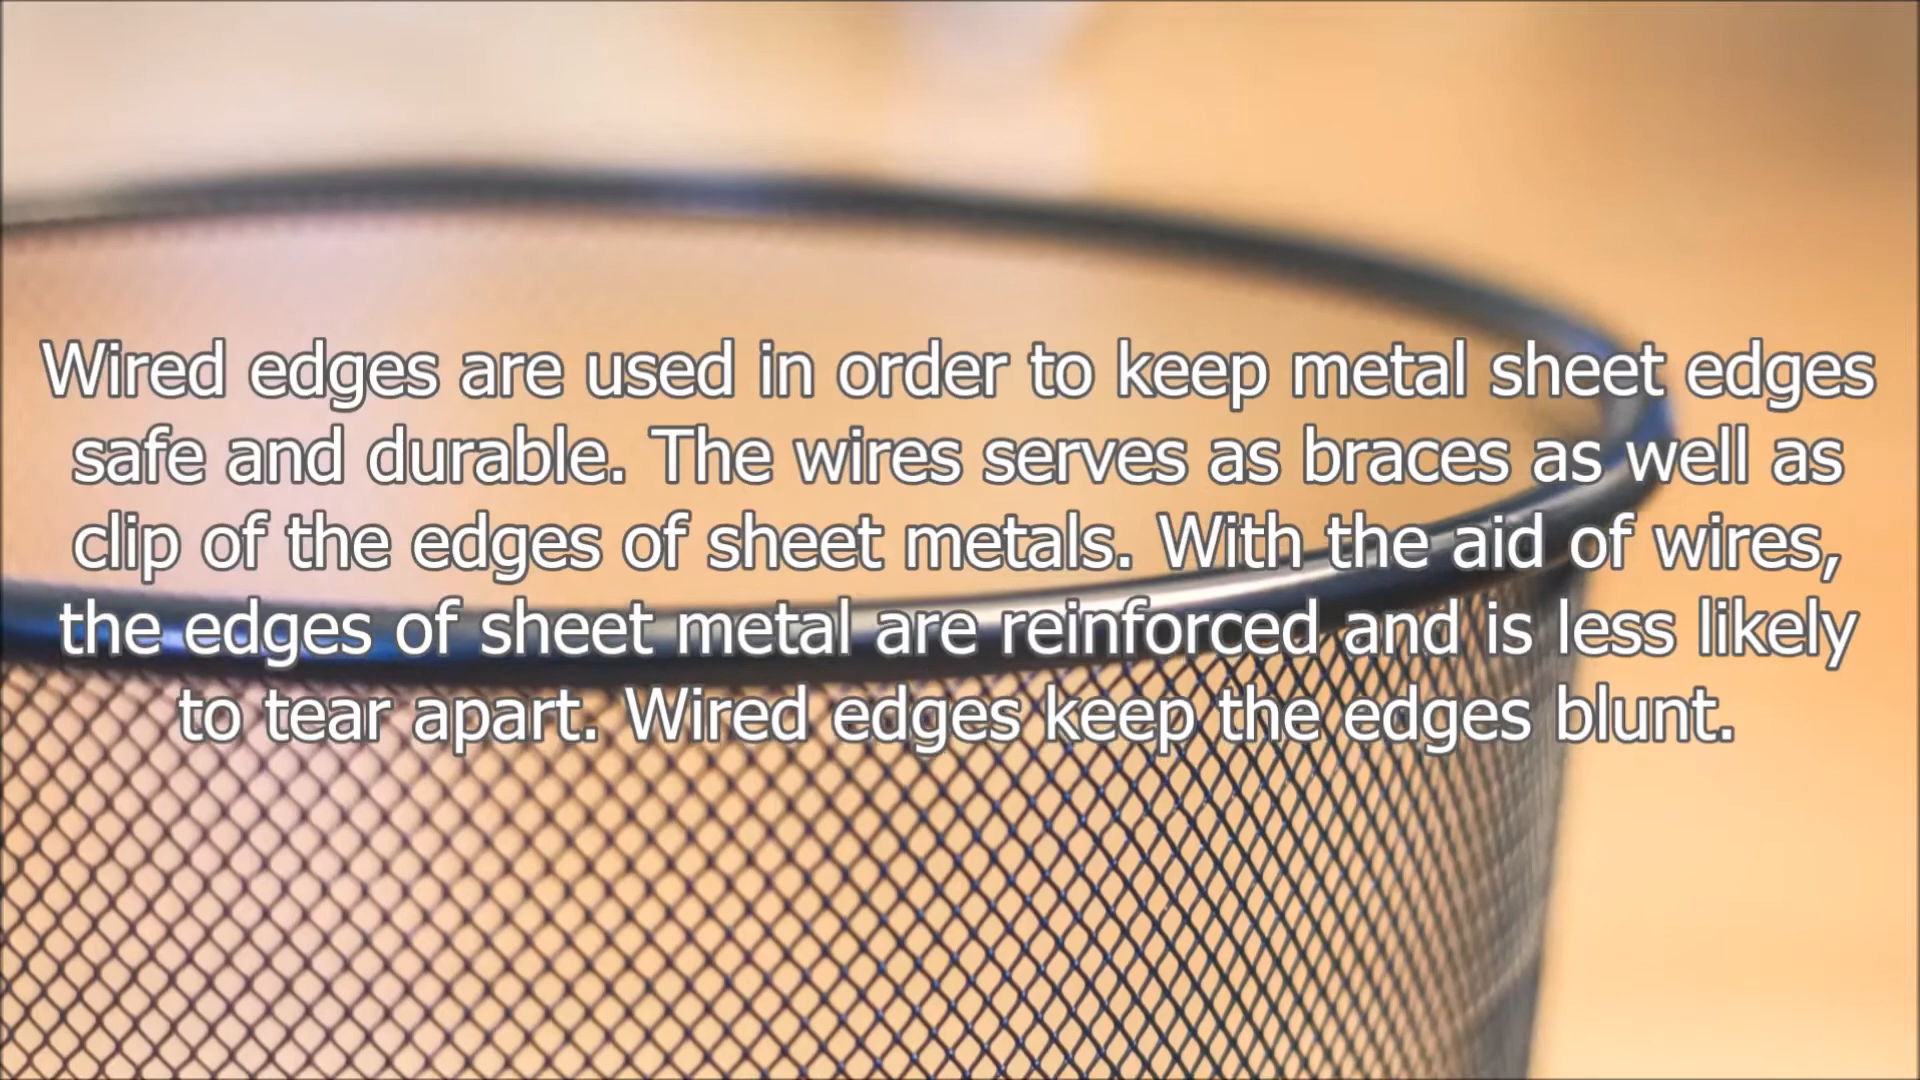 Wired edges are used in order to keep metal sheet edges
safe and durable. The wires serves as braces as well as
clip of the edges of sheet metals. With the aid of wires,
the edges of sheet metal are reinforced and is less likely
to tear apart. Wired edges keep the edges blunt.